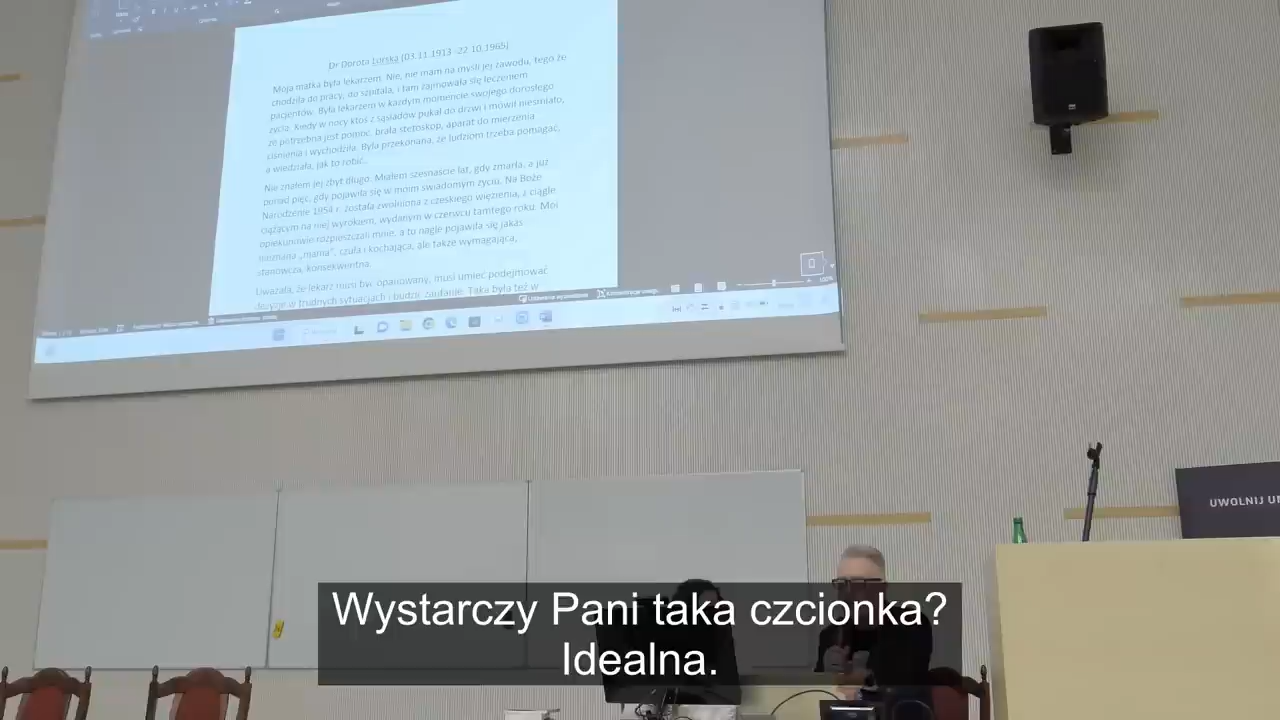 Dr Dorota Lorska (03.11.1913 -22.10.1965)
Moja matka była lekarzem. Nie, nie mam na myśli jej zawodu, tego że
chodziła do pracy, do szpitala, i tam zajmowała się leczeniem
pacjentów. Była lekarzem w każdym momencie swojego dorosłego
życia. Kiedy w nocy ktoś z sąsiadów pukał do drzwi i mówił nieśmiało,
że potrzebna jest pomoc, brała stetoskop, aparat do mierzenia
ciśnienia i wychodziła. Była przekonana, że ludziom trzeba pomagać,
a wiedziała, jak to robić..
Nie znałem jej zbyt długo. Miałem szesnaście lat, gdy zmarła, a już
ponad pięć, gdy pojawiła się w moim świadomym życiu. Na Boże
Narodzenie 1954 r. została zwolniona z czeskiego więzienia, z ciągle
ciążącym na niej wyrokiem, wydanym w czerwcu tamtego roku. Moi
opiekunowie rozpieszczali mnie, a to nagle pojawiła się jakaś
nieznana „mama”, czuła i kochająca, ale także wymagająca,
stanowcza, konsekwentna.
Uważała, że lekarz musi być opanowany, musi umieć podejmować
decyzje w trudnych sytuacjach i budzić zaufanie. Taka była też w
100%
UWOLNIJ
Wystarczy Pani taka czcionka?
Idealna.